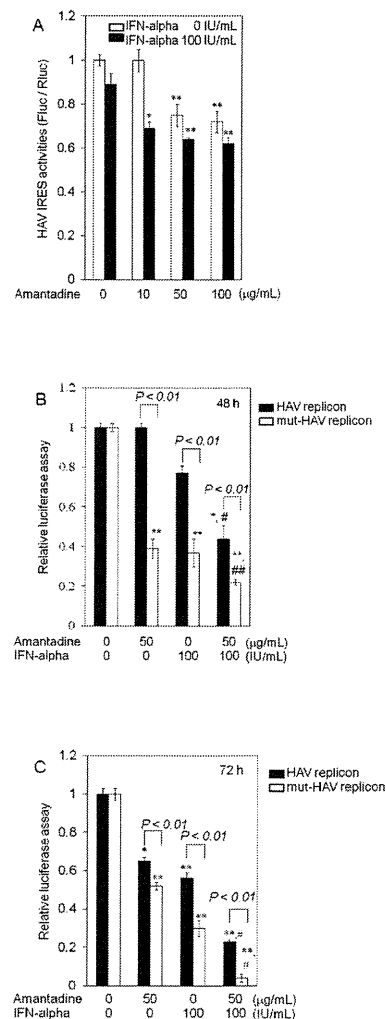 A
IFN-alpha 0 IU/mL
IFN-alpha 100 IU/mL
HAV IRES activities (Fluc / Rluc)
1.2
1
0.8
0.6
0.4
0.2
0
*
**
**
**
**
Amantadine 0 10 50 100 (µg/mL)
B
48 h
HAV replicon
mut-HAV replicon
Relative luciferase assay
1.2
1
0.8
0.6
0.4
0.2
0
P < 0.01
P < 0.01
P < 0.01
**
**
*, #
**, ##
Amantadine 0 50 0 50 (µg/mL)
IFN-alpha 0 0 100 100 (IU/mL)
C
72 h
HAV replicon
mut-HAV replicon
Relative luciferase assay
1.2
1
0.8
0.6
0.4
0.2
0
P < 0.01
P < 0.01
P < 0.01
*
**
**
**
**,#
**, #
Amantadine 0 50 0 50 (µg/mL)
IFN-alpha 0 0 100 100 (IU/mL)